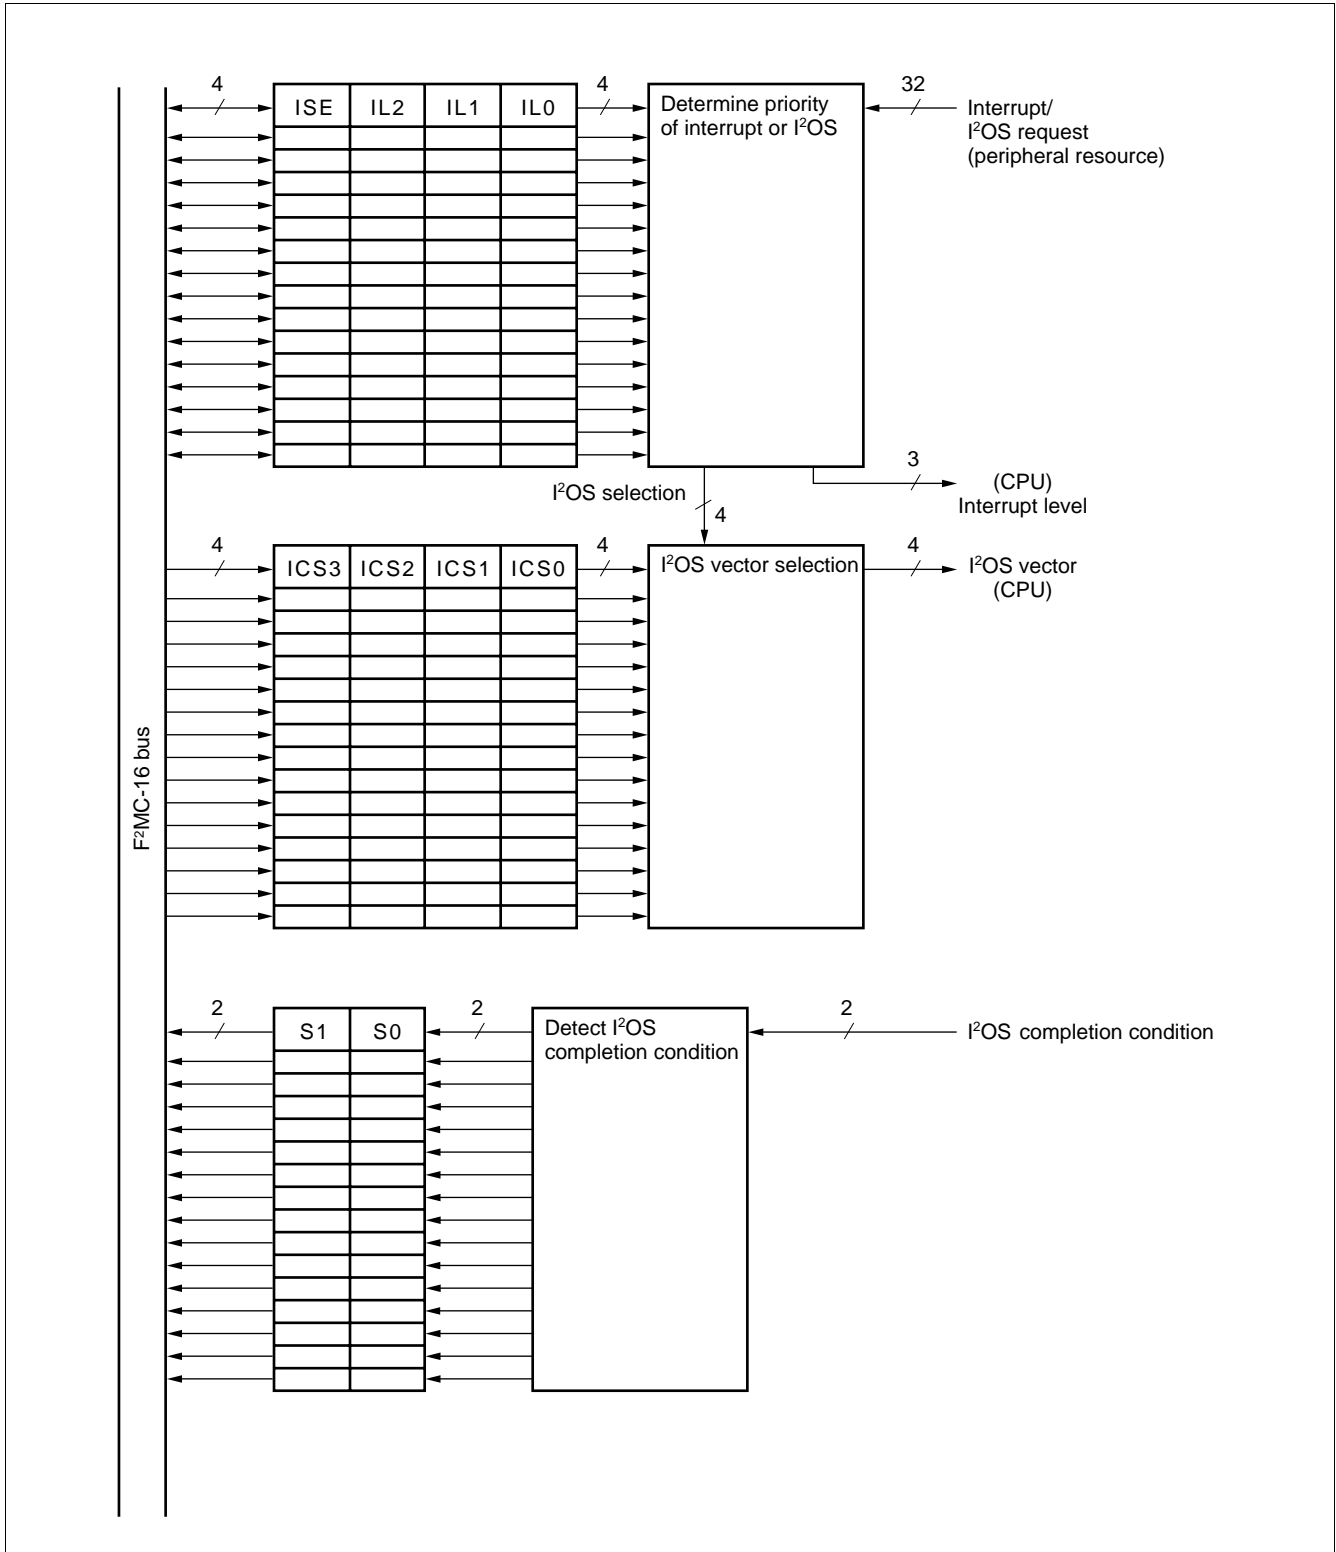 4
4
32
ISE IL2 IL1 IL0
Determine priority
of interrupt or I²OS
Interrupt/
I²OS request
(peripheral resource)
3
(CPU)
Interrupt level
I²OS selection
4
4
4
4
ICS3 ICS2 ICS1 ICS0
I²OS vector selection
I²OS vector
(CPU)
F²MC-16 bus
2
2
2
S1 S0
Detect I²OS
completion condition
I²OS completion condition